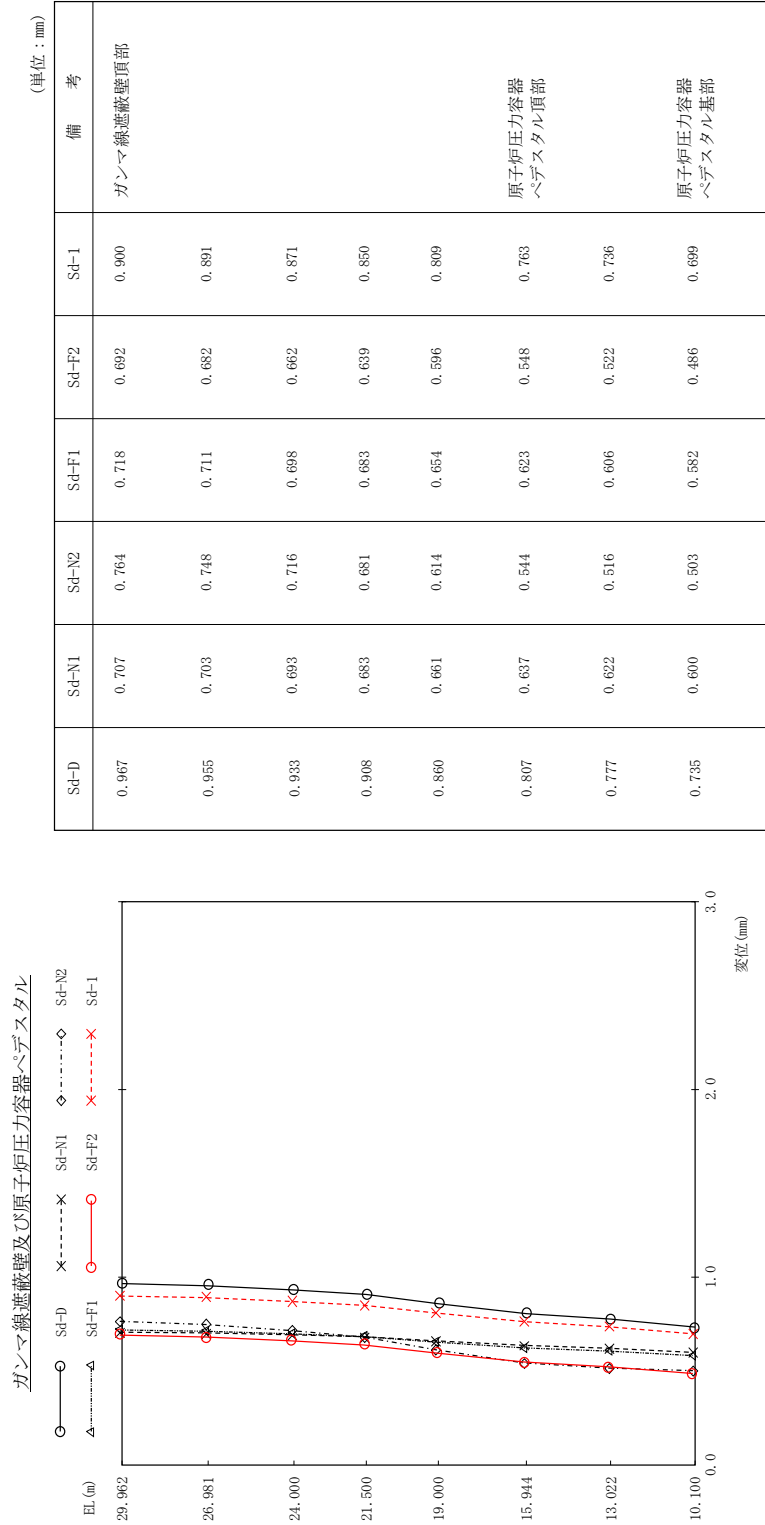 ガンマ線遮蔽壁及び原子炉圧力容器ペデスタル
Sd-D Sd-N1 Sd-N2
Sd-F1 Sd-F2 Sd-1
EL(m)
29.962
26.981
24.000
21.500
19.000
15.944
13.022
10.100
0.0 1.0 2.0 3.0
変位(mm)
(単位：mm)
Sd-D Sd-N1 Sd-N2 Sd-F1 Sd-F2 Sd-1 備 考
0.967 0.707 0.764 0.718 0.692 0.900 ガンマ線遮蔽壁頂部
0.955 0.703 0.748 0.711 0.682 0.891
0.933 0.693 0.716 0.698 0.662 0.871
0.908 0.683 0.681 0.683 0.639 0.850
0.860 0.661 0.614 0.654 0.596 0.809
0.807 0.637 0.544 0.623 0.548 0.763 原子炉圧力容器
ペデスタル頂部
0.777 0.622 0.516 0.606 0.522 0.736
0.735 0.600 0.503 0.582 0.486 0.699 原子炉圧力容器
ペデスタル基部